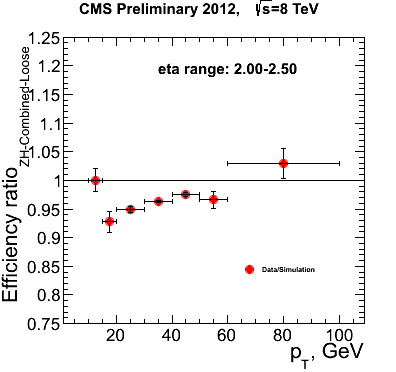 CMS Preliminary 2012, √s=8 TeV
eta range: 2.00-2.50
Efficiency ratio
ZH-Combined-Loose
1.25
1.2
1.15
1.1
1.05
1
0.95
0.9
0.85
0.8
0.75
Data/Simulation
20 40 60 80 100
pT, GeV